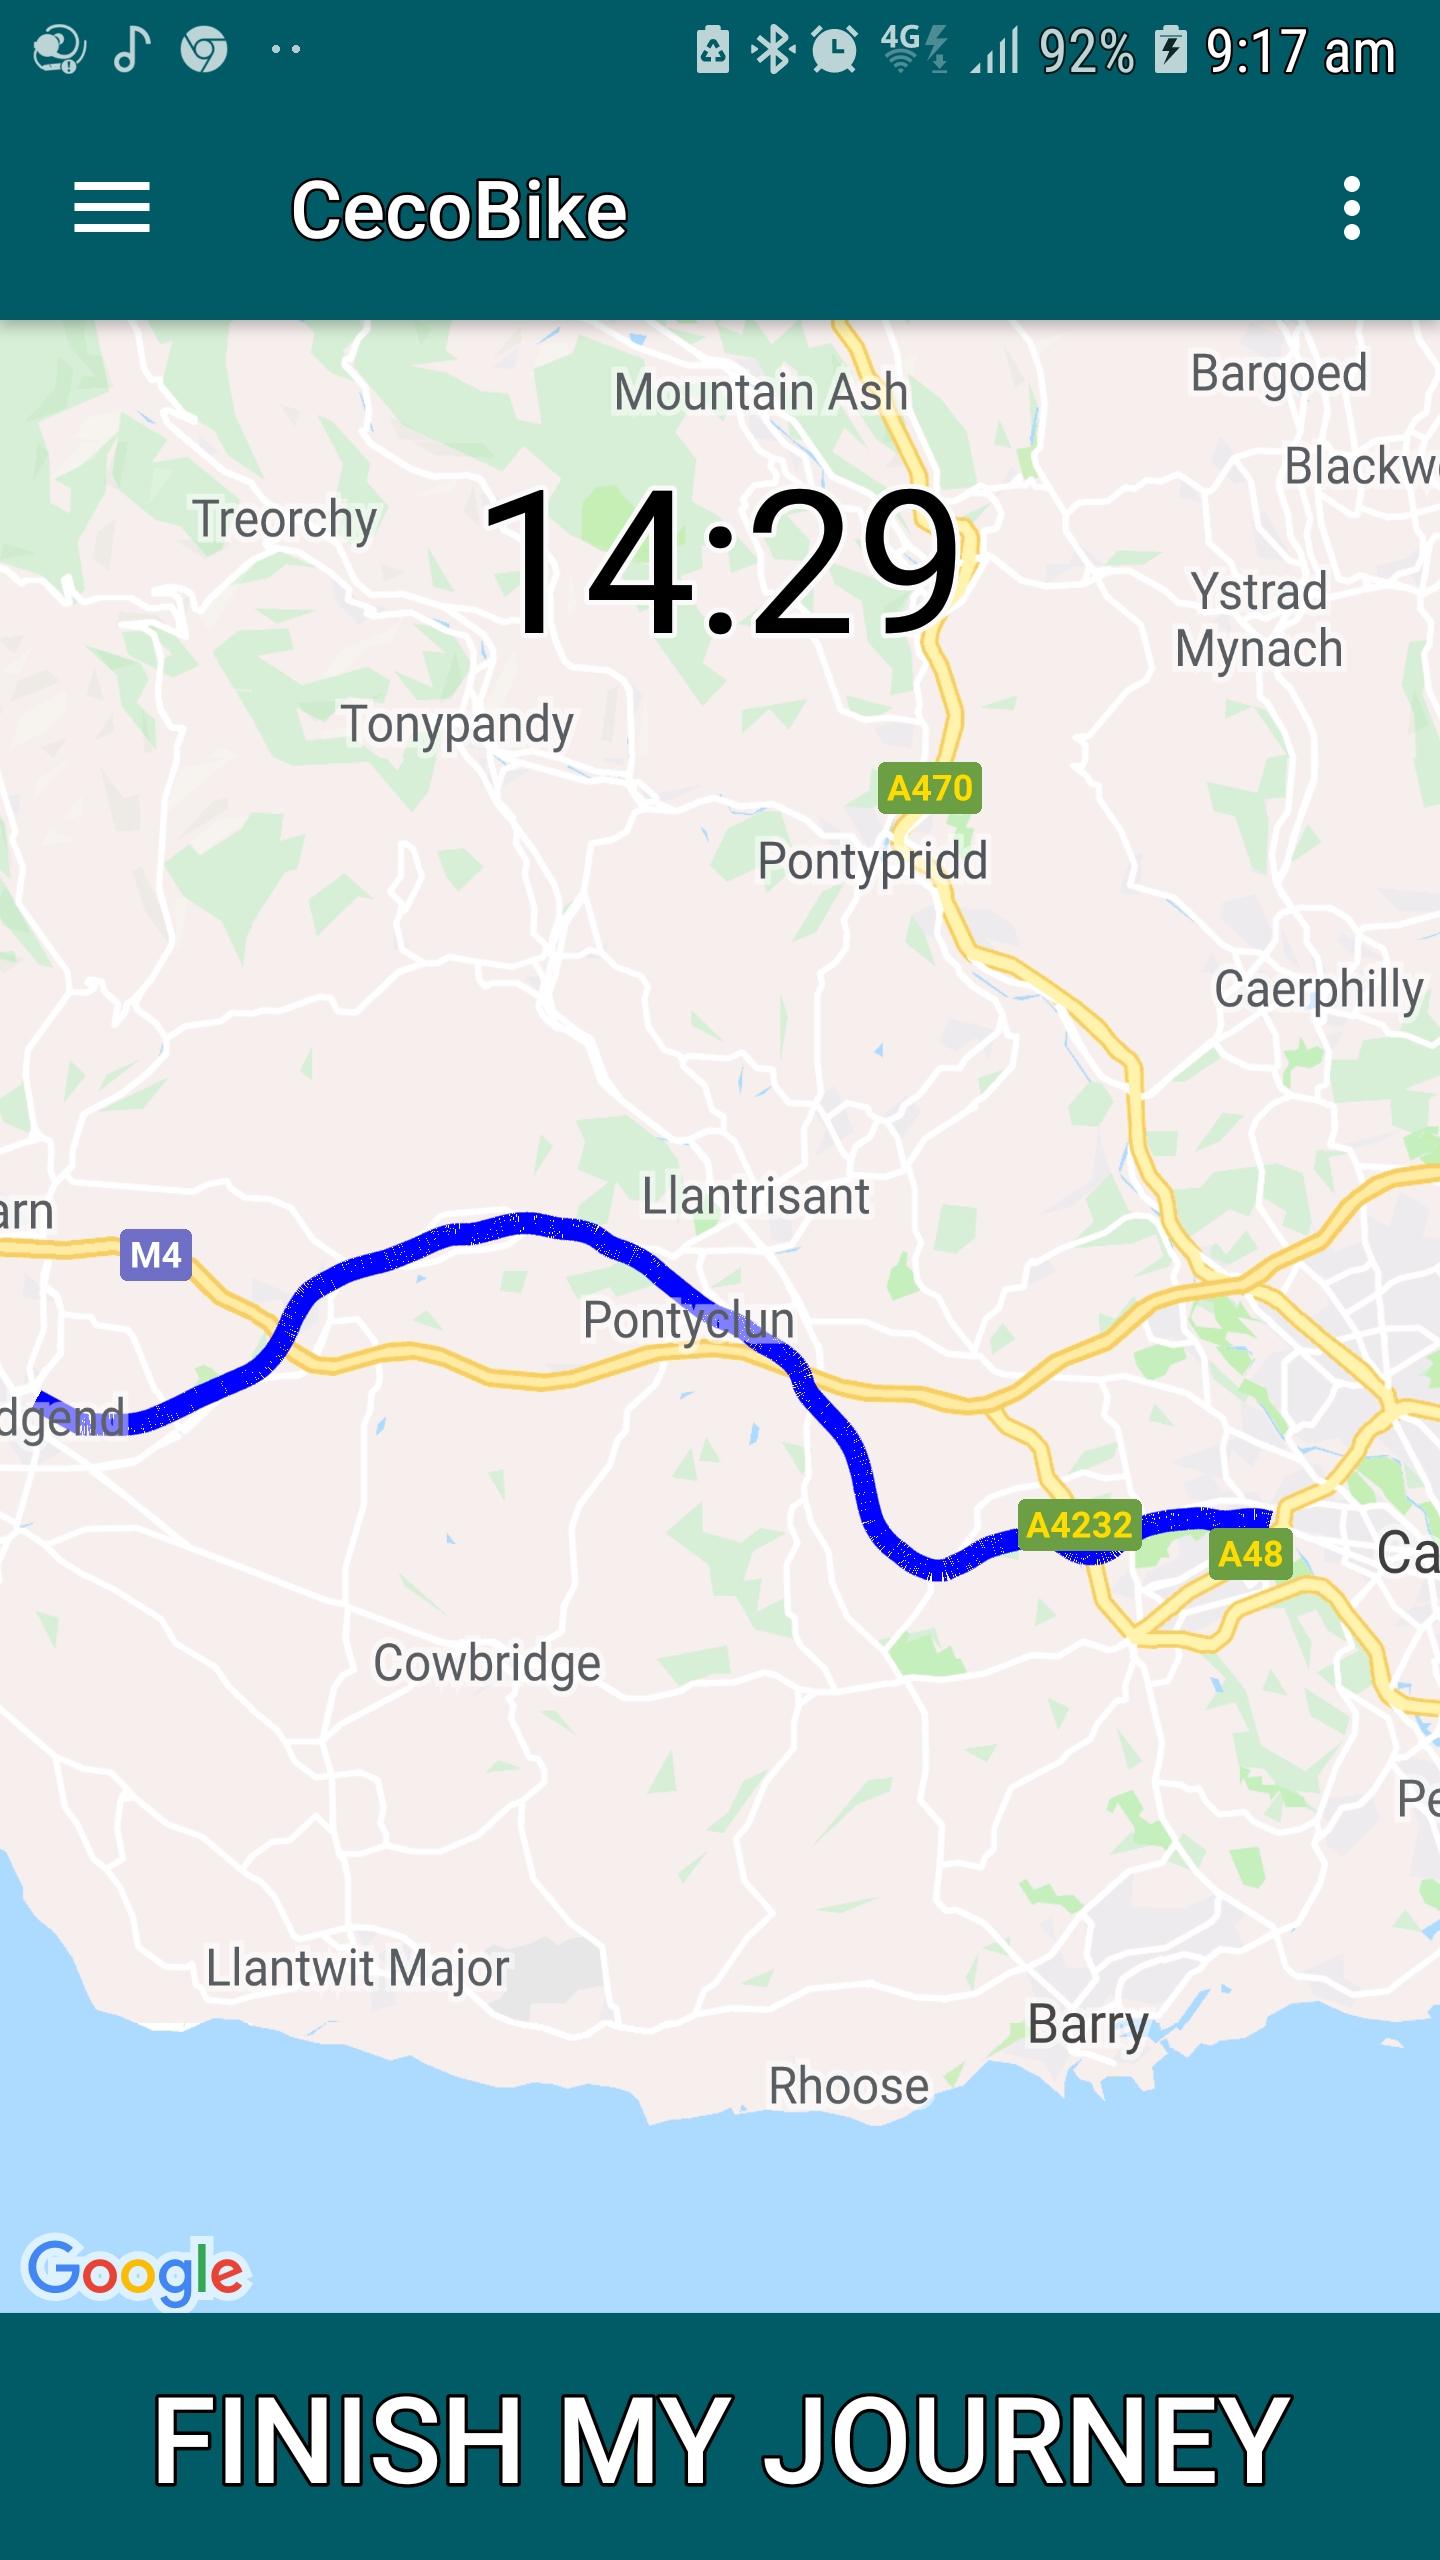 4G 92% 9:17 am
CecoBike
Mountain Ash
Bargoed
Blackw
Treorchy
14:29
Ystrad
Mynach
Tonypandy
A470
Pontypridd
Caerphilly
Llantrisant
arn
M4
Pontyclun
dgend
A4232
A48
Ca
Cowbridge
Pe
Llantwit Major
Barry
Rhoose
Google
FINISH MY JOURNEY